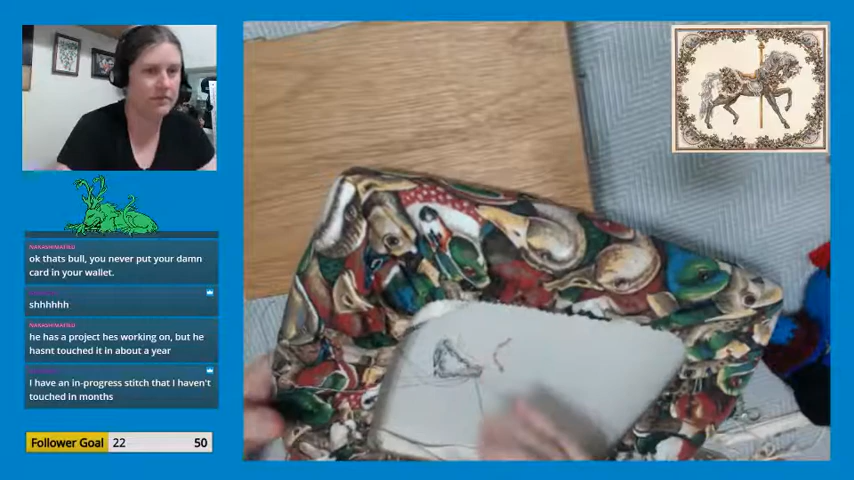 NAKASHIMATED
ok thats bull, you never put your damn
card in your wallet.
shhhhhh
NAKASHIMATED
he has a project hes working on, but he
hasnt touched it in about a year
I have an in-progress stitch that I haven't
touched in months
Follower Goal 22 50